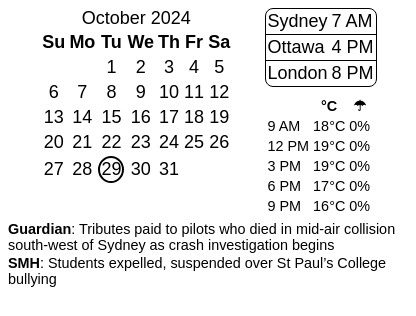 October 2024
Su Mo Tu We Th Fr Sa
1 2 3 4 5
6 7 8 9 10 11 12
13 14 15 16 17 18 19
20 21 22 23 24 25 26
27 28 29 30 31
Sydney 7 AM
Ottawa 4 PM
London 8 PM
°C ☂
9 AM 18°C 0%
12 PM 19°C 0%
3 PM 19°C 0%
6 PM 17°C 0%
9 PM 16°C 0%
Guardian: Tributes paid to pilots who died in mid-air collision
south-west of Sydney as crash investigation begins
SMH: Students expelled, suspended over St Paul’s College
bullying